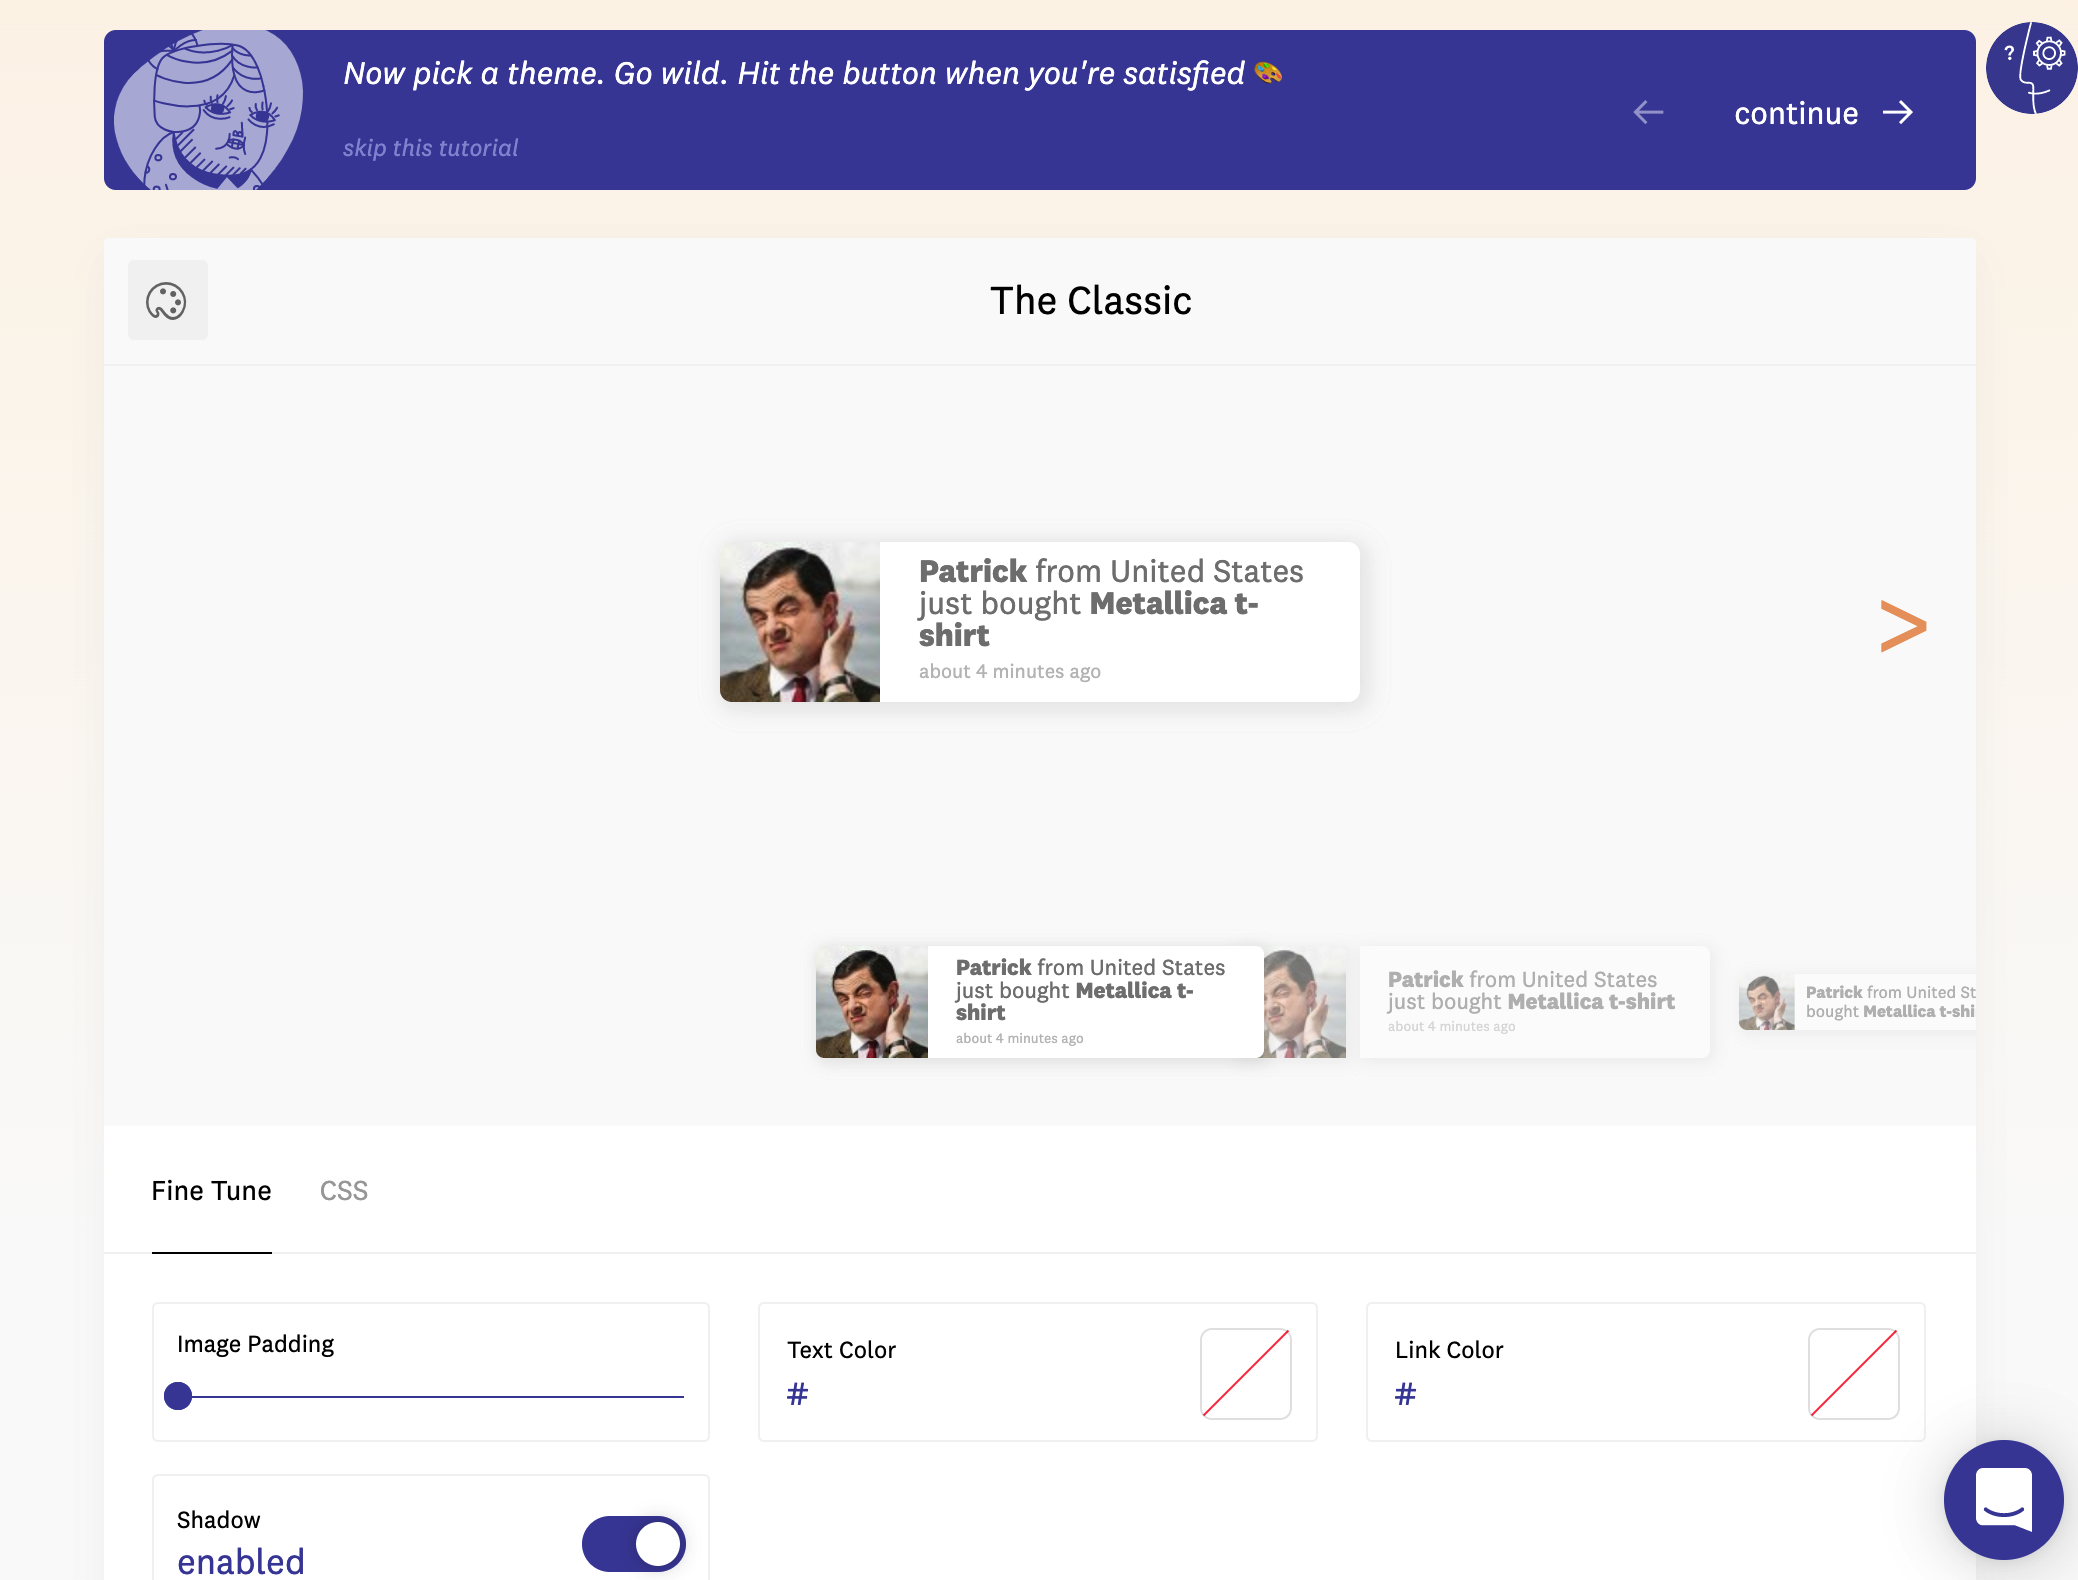 Now pick a theme. Go wild. Hit the button when you're satisfied 🎨
skip this tutorial
continue →
?
The Classic
Patrick from United States
just bought Metallica t-
shirt
about 4 minutes ago
>
Patrick from United States
just bought Metallica t-
shirt
about 4 minutes ago
Patrick from United States
just bought Metallica t-shirt
about 4 minutes ago
Patrick from United St
bought Metallica t-shi
Fine Tune
CSS
Image Padding
Text Color
#
Link Color
#
Shadow
enabled